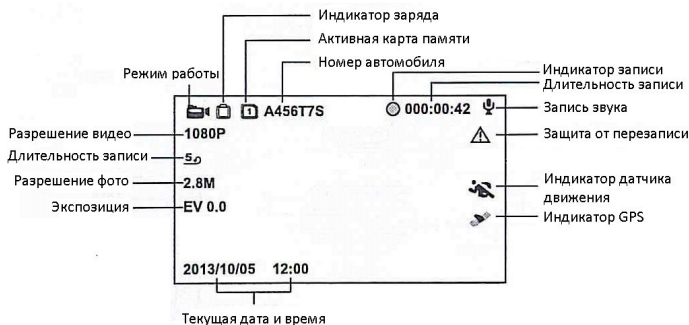 Индикатор заряда
Активная карта памяти
Номер автомобиля
Режим работы
Индикатор записи
Длительность записи
1 A456T7S
000:00:42
Запись звука
Разрешение видео
1080P
Защита от перезаписи
Длительность записи
5
Разрешение фото
2.8M
Индикатор датчика
движения
Экспозиция
EV 0.0
Индикатор GPS
2013/10/05 12:00
Текущая дата и время